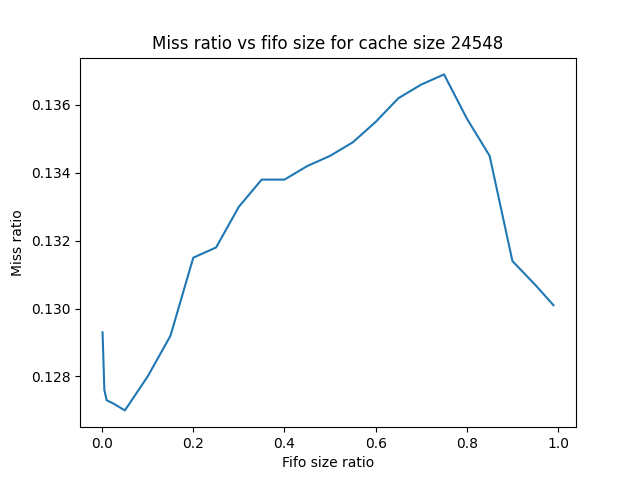 Miss ratio vs fifo size for cache size 24548
0.136
0.134
0.132
0.130
0.128
Miss ratio
0.0 0.2 0.4 0.6 0.8 1.0
Fifo size ratio